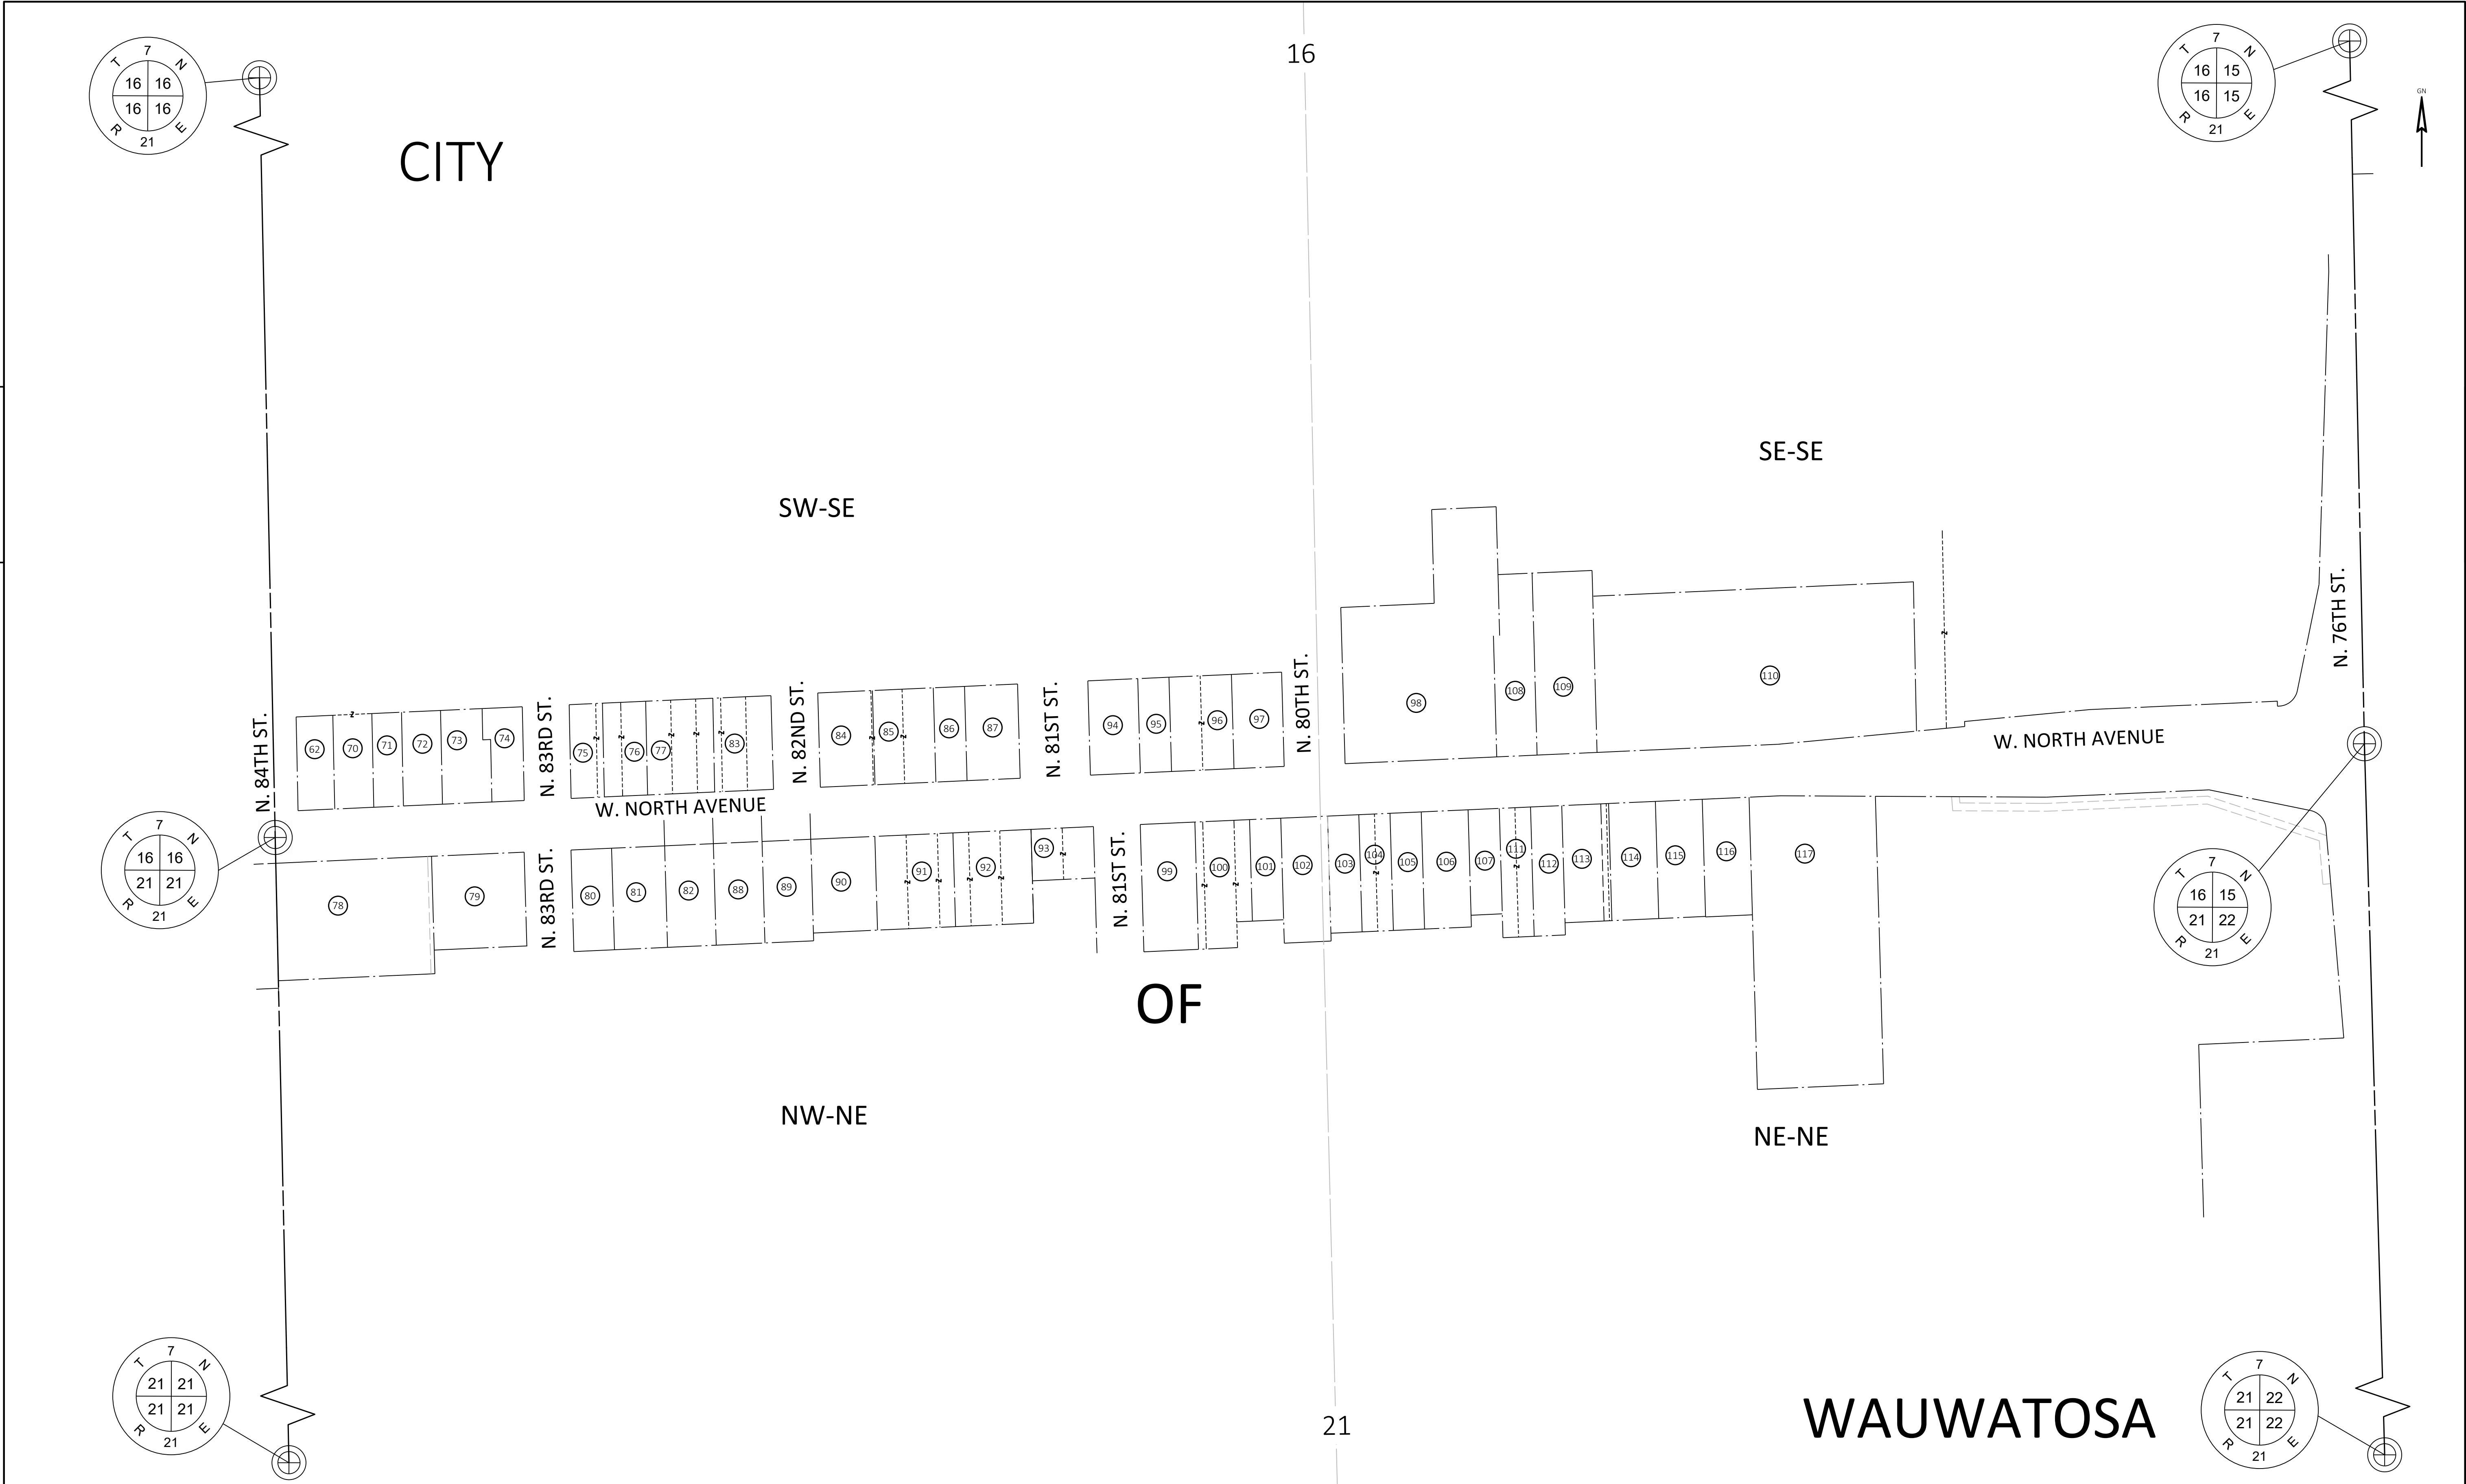 16
7
T N
16 16
16 16
R E
21
7
T N
16 15
16 15
R E
21
GN
CITY
SE-SE
SW-SE
N. 84TH ST.
N. 83RD ST.
N. 82ND ST.
N. 81ST ST.
N. 80TH ST.
N. 76TH ST.
62 70 71 72 73 74
75 76 77 83
84 85 86 87
94 95 96 97
98 108 109 110
W. NORTH AVENUE
W. NORTH AVENUE
7
T N
16 16
21 21
R E
21
78 79
N. 83RD ST.
80 81 82 88 89 90 91 92 93
N. 81ST ST.
99 100 101 102 103 104 105 106 107 111 112 113 114 115 116 117
7
T N
16 15
21 22
R E
21
OF
NW-NE
NE-NE
7
T N
21 21
21 21
R E
21
21
WAUWATOSA
7
T N
21 22
21 22
R E
21